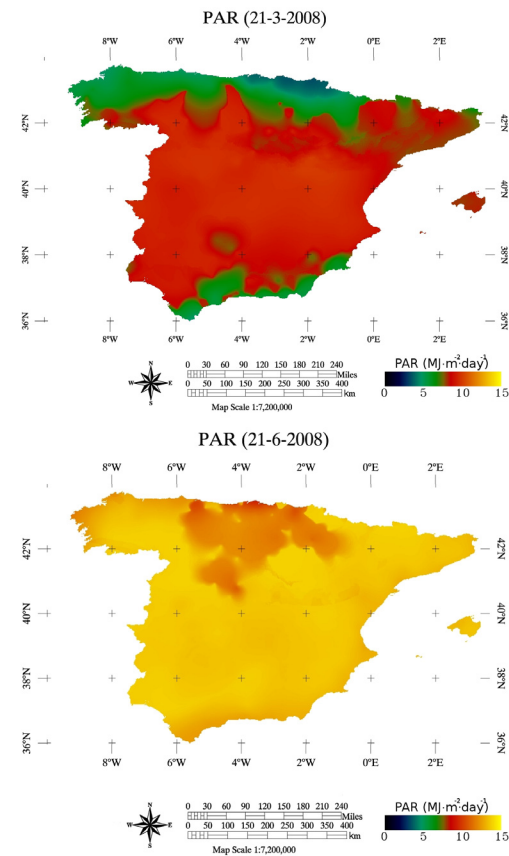 PAR (21-3-2008)
8°W 6°W 4°W 2°W 0°E 2°E
42°N 42°N
40°N 40°N
38°N 38°N
36°N 36°N
8°W 6°W 4°W 2°W 0°E 2°E
N
W E
S
0 30 60 90 120 150 180 210 240
Miles
0 50 100 150 200 250 300 350 400
km
Map Scale 1:7,200,000
PAR (MJ·m⁻²·day⁻¹)
0 5 10 15
PAR (21-6-2008)
8°W 6°W 4°W 2°W 0°E 2°E
42°N 42°N
40°N 40°N
38°N 38°N
36°N 36°N
8°W 6°W 4°W 2°W 0°E 2°E
N
W E
S
0 30 60 90 120 150 180 210 240
Miles
0 50 100 150 200 250 300 350 400
km
Map Scale 1:7,200,000
PAR (MJ·m⁻²·day⁻¹)
0 5 10 15